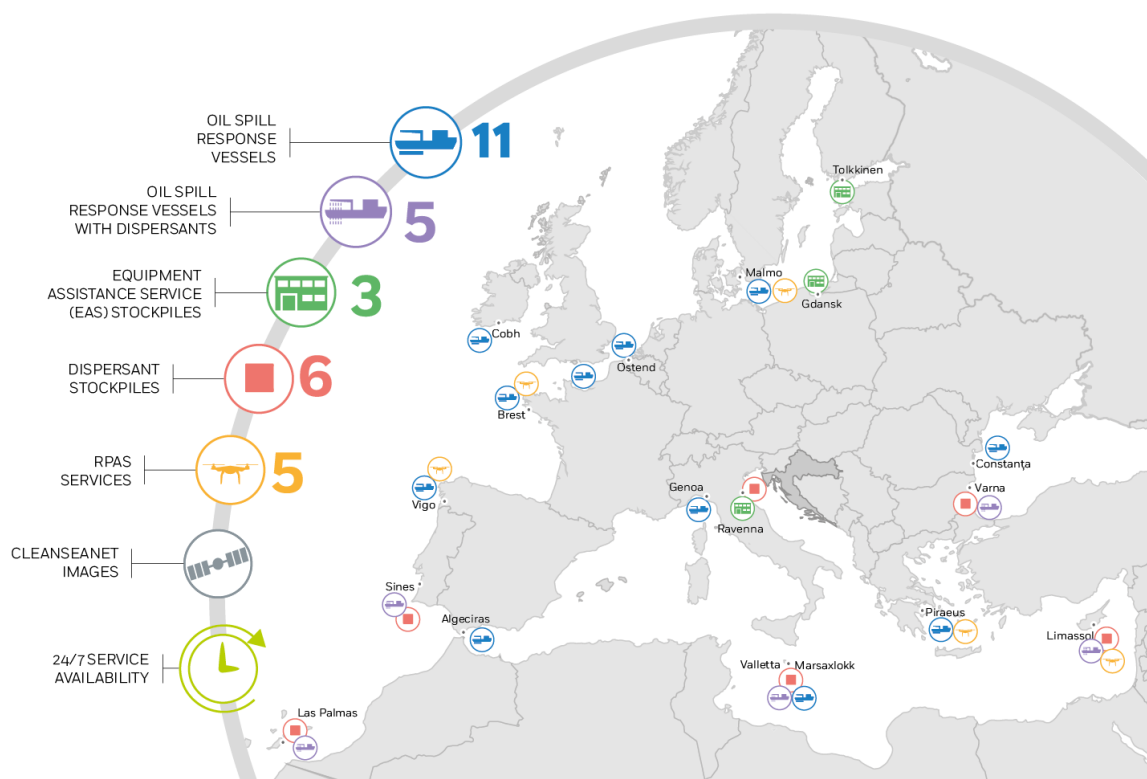 OIL SPILL
RESPONSE
VESSELS
11
OIL SPILL
RESPONSE VESSELS
WITH DISPERSANTS
5
EQUIPMENT
ASSISTANCE SERVICE
(EAS) STOCKPILES
3
DISPERSANT
STOCKPILES
6
RPAS
SERVICES
5
CLEANSEANET
IMAGES
24/7 SERVICE
AVAILABILITY
Tolkkinen
Malmo
Gdansk
Cobh
Ostend
Brest
Constanţa
Varna
Genoa
Ravenna
Vigo
Sines
Algeciras
Piraeus
Limassol
Valletta
Marsaxlokk
Las Palmas